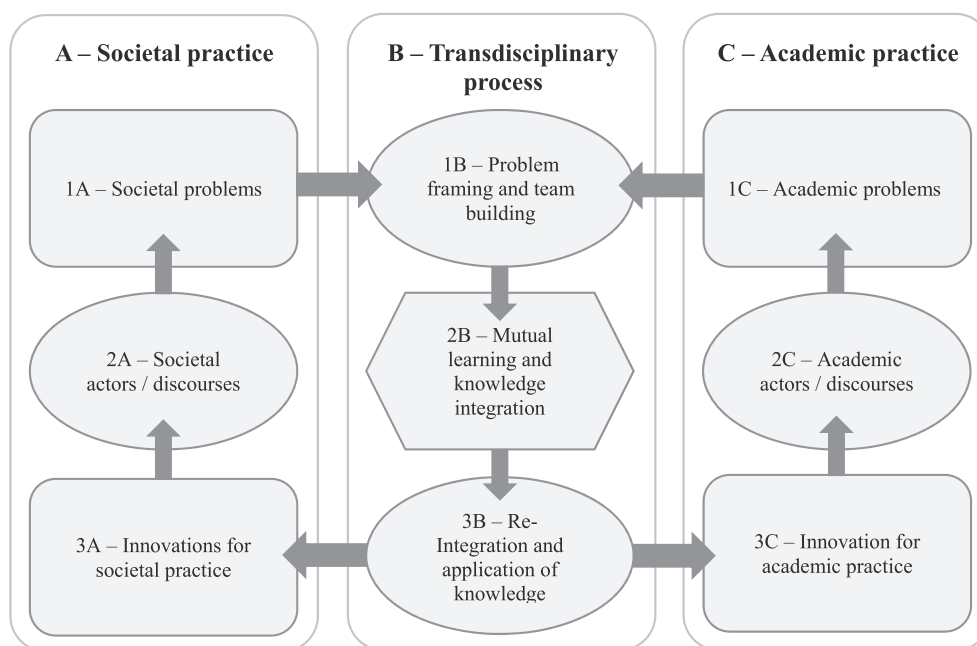 A – Societal practice
B – Transdisciplinary
process
C – Academic practice
1A – Societal problems
1B – Problem
framing and team
building
1C – Academic problems
2A – Societal
actors / discourses
2B – Mutual
learning and
knowledge
integration
2C – Academic
actors / discourses
3A – Innovations for
societal practice
3B – Re-
Integration and
application of
knowledge
3C – Innovation for
academic practice